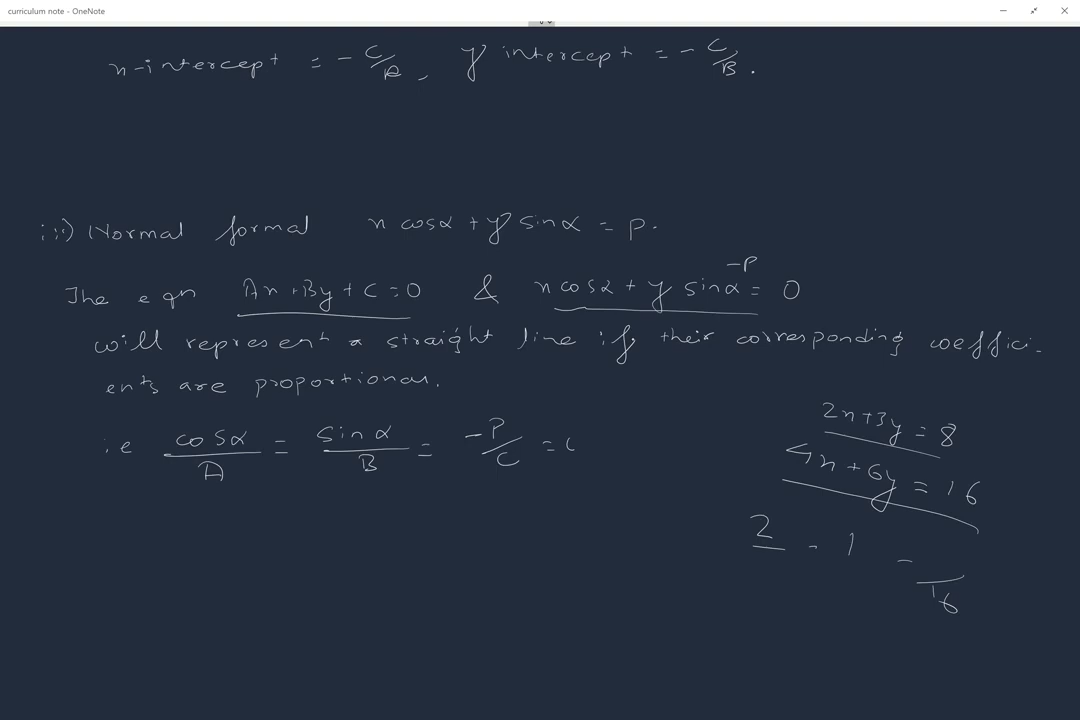 curriculum note - OneNote
x-intercept = - C/A, y intercept = - C/B.
iii) Normal formal x cosα + y sinα = p.
The eqn Ax + By + C = 0 & x cosα + y sinα -p = 0
will represent a straight line if their corresponding coeffici-
ents are proportional.
i.e cosα/A = sinα/B = -P/C = (
2x + 3y = 8
4x + 6y = 16
2 - 1 -
16